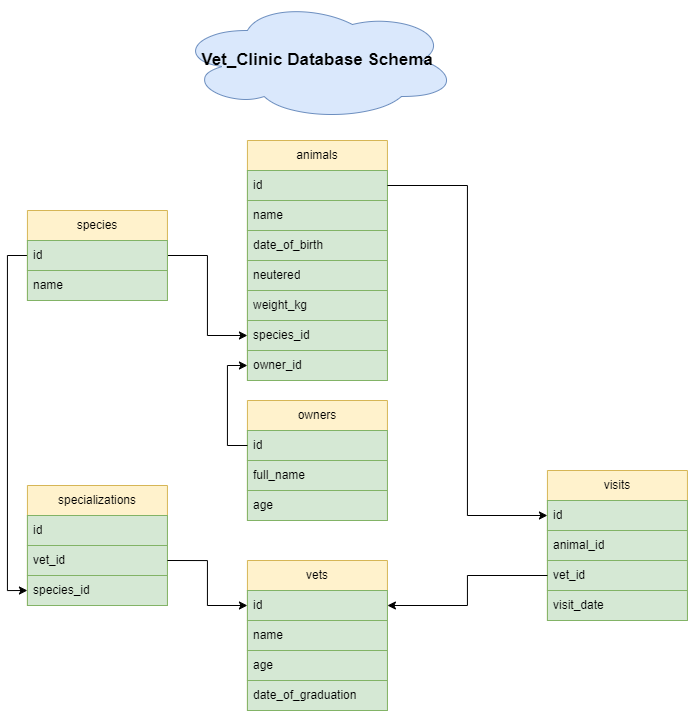 Vet_Clinic Database Schema
animals
id
name
date_of_birth
neutered
weight_kg
species_id
owner_id
species
id
name
owners
id
full_name
age
specializations
id
vet_id
species_id
vets
id
name
age
date_of_graduation
visits
id
animal_id
vet_id
visit_date